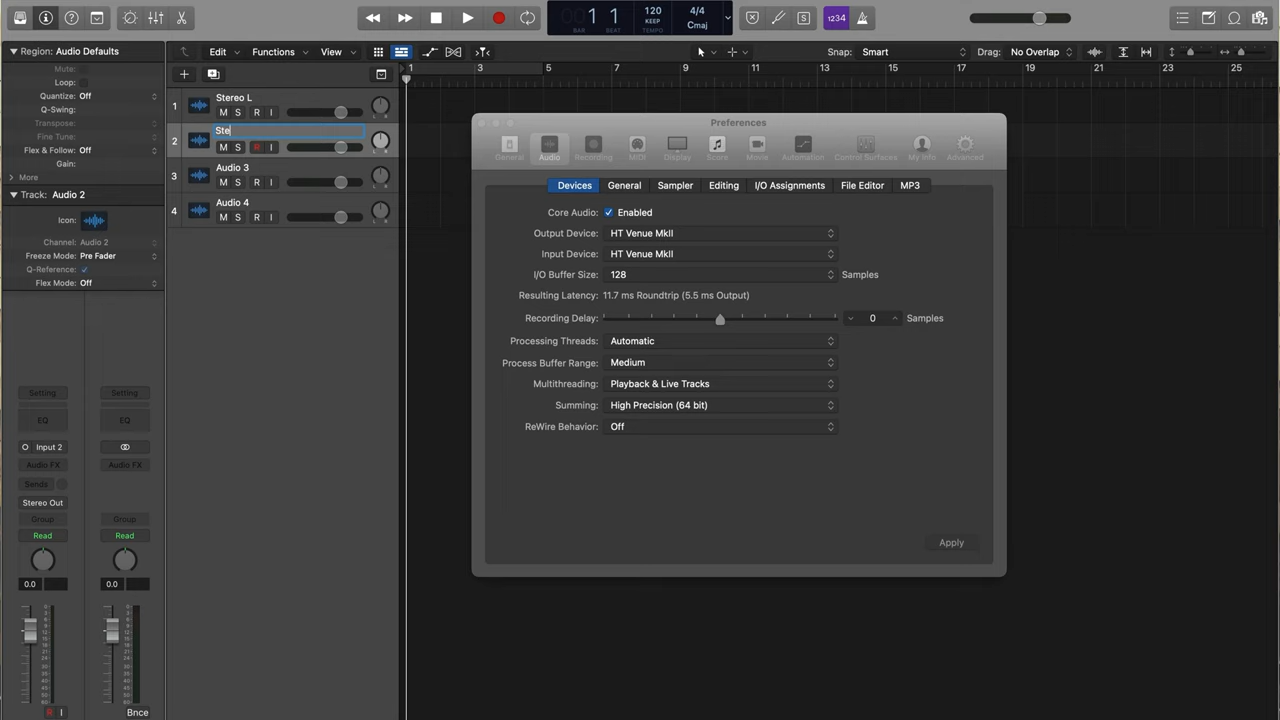 1 1
BAR BEAT
120
KEEP
TEMPO
4/4
Cmaj
1234
Region: Audio Defaults
Mute:
Loop:
Quantize: Off
Q-Swing:
Transpose:
Fine Tune:
Flex & Follow: Off
Gain:
More
Track: Audio 2
Icon:
Channel: Audio 2
Freeze Mode: Pre Fader
Q-Reference:
Flex Mode: Off
Setting Setting
EQ EQ
Input 2
Audio FX Audio FX
Sends
Stereo Out
Group Group
Read Read
0.0 0.0
R I Bnce
Edit Functions View
Snap: Smart
Drag: No Overlap
1 3 5 7 9 11 13 15 17 19 21 23 25
1 Stereo L
M S R I
2 Ste
M S R I
3 Audio 3
M S R I
4 Audio 4
M S R I
Preferences
General Audio Recording MIDI Display Score Movie Automation Control Surfaces My Info Advanced
Devices General Sampler Editing I/O Assignments File Editor MP3
Core Audio: Enabled
Output Device: HT Venue MkII
Input Device: HT Venue MkII
I/O Buffer Size: 128 Samples
Resulting Latency: 11.7 ms Roundtrip (5.5 ms Output)
Recording Delay: 0 Samples
Processing Threads: Automatic
Process Buffer Range: Medium
Multithreading: Playback & Live Tracks
Summing: High Precision (64 bit)
ReWire Behavior: Off
Apply